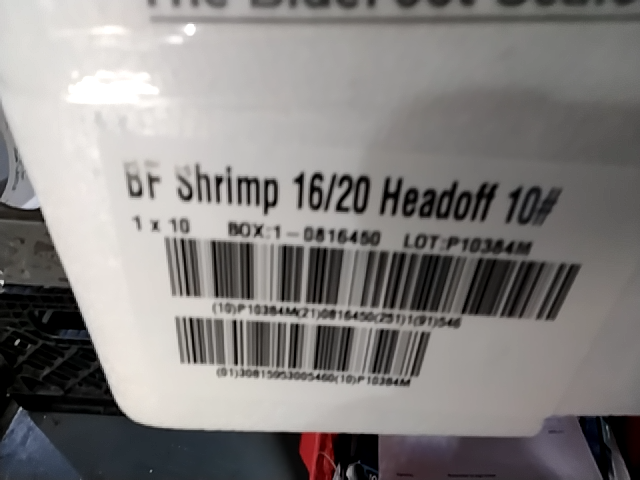 BF Shrimp 16/20 Headoff 10#
1 x 10 BOX:1-0816450 LOT:P10384M
(10)P10384M(21)0816450(251)1(91)546
(01)30815953005460(10)P10384M